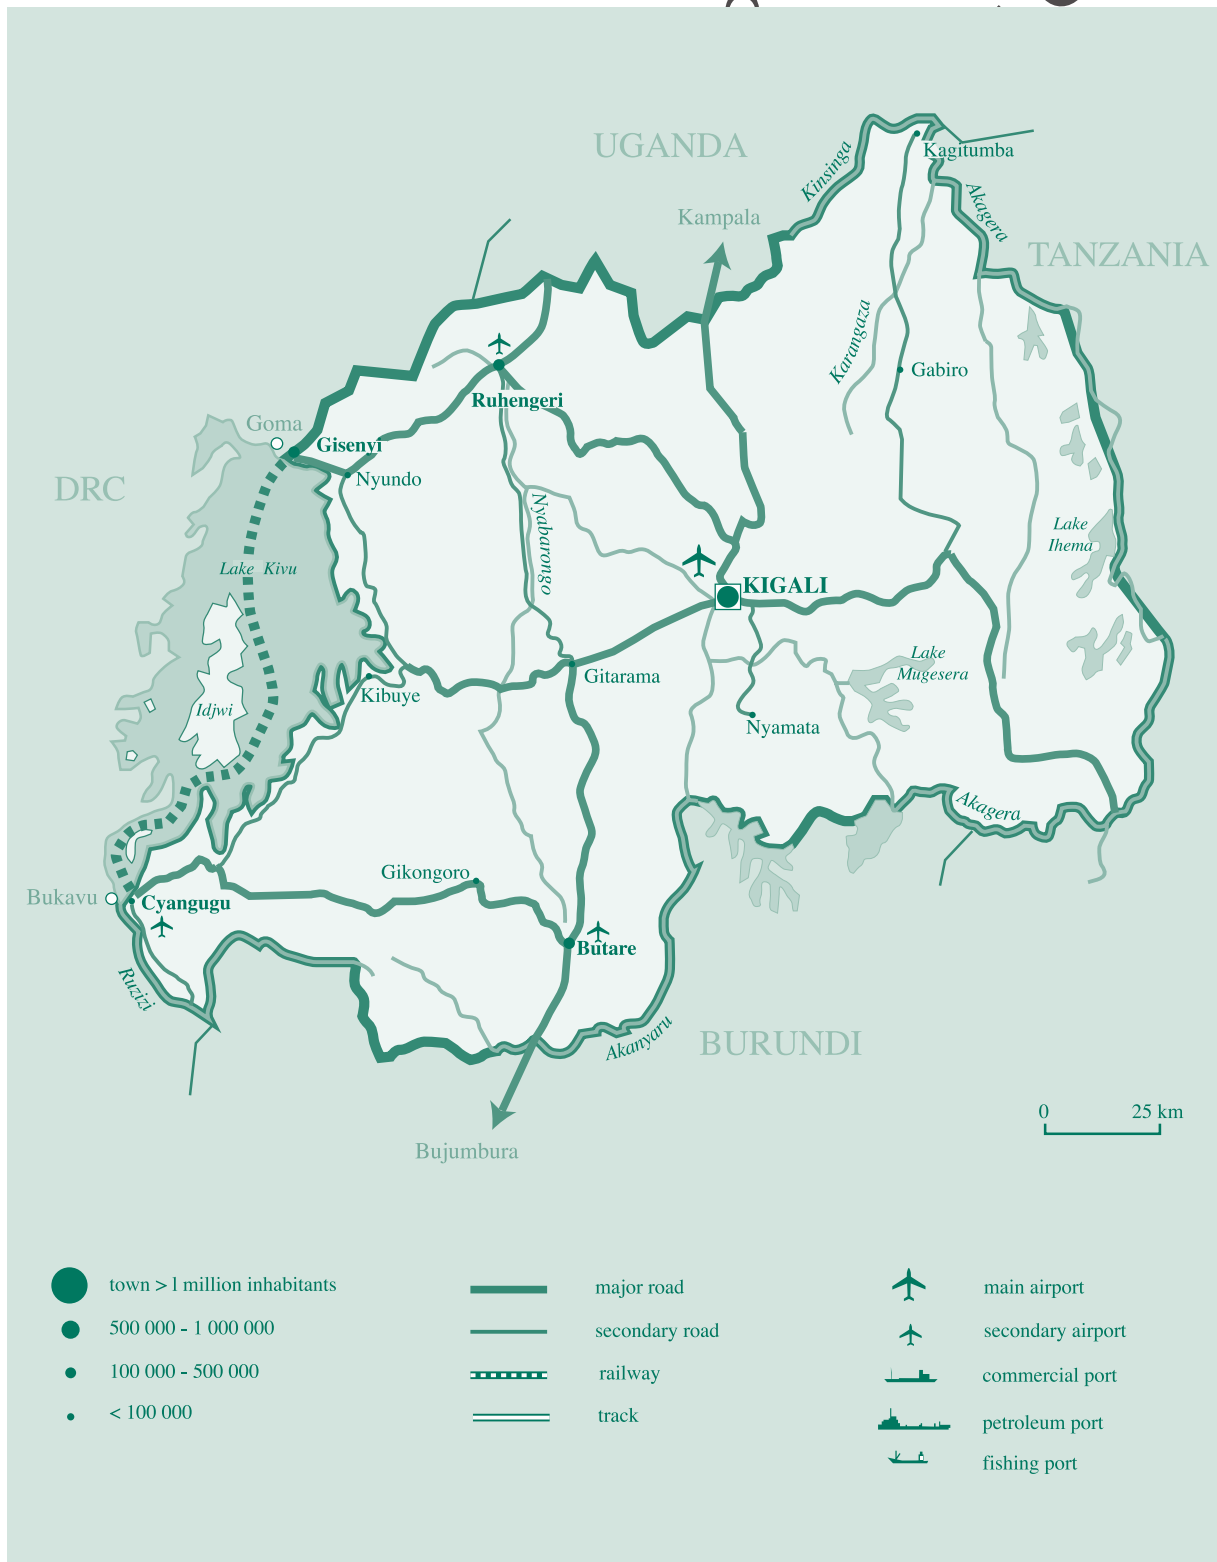 UGANDA
Kinsinga
Kagitumba
Akagera
Kampala
TANZANIA
Karangaza
Gabiro
Ruhengeri
Goma
Gisenyi
Nyundo
DRC
Nyabarongo
Lake
Ihema
Lake Kivu
KIGALI
Lake
Mugesera
Gitarama
Kibuye
Idjwi
Nyamata
Akagera
Gikongoro
Bukavu
Cyangugu
Butare
Ruzizi
Akanyaru
BURUNDI
0 25 km
Bujumbura
town > l million inhabitants
500 000 - 1 000 000
100 000 - 500 000
< 100 000
major road
secondary road
railway
track
main airport
secondary airport
commercial port
petroleum port
fishing port